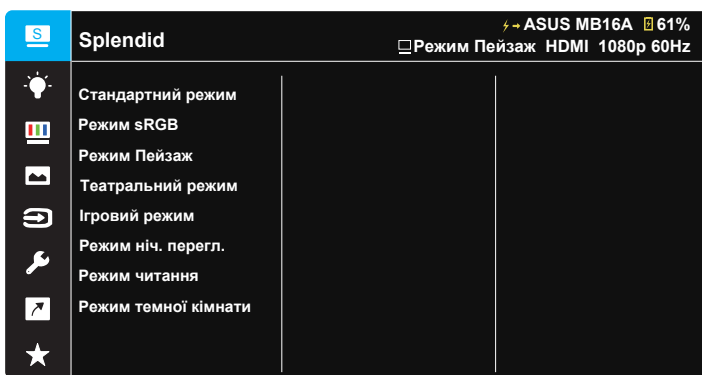 S
Splendid
ASUS MB16A 61%
Режим Пейзаж HDMI 1080p 60Hz
Стандартний режим
Режим sRGB
Режим Пейзаж
Театральний режим
Ігровий режим
Режим ніч. перегл.
Режим читання
Режим темної кімнати